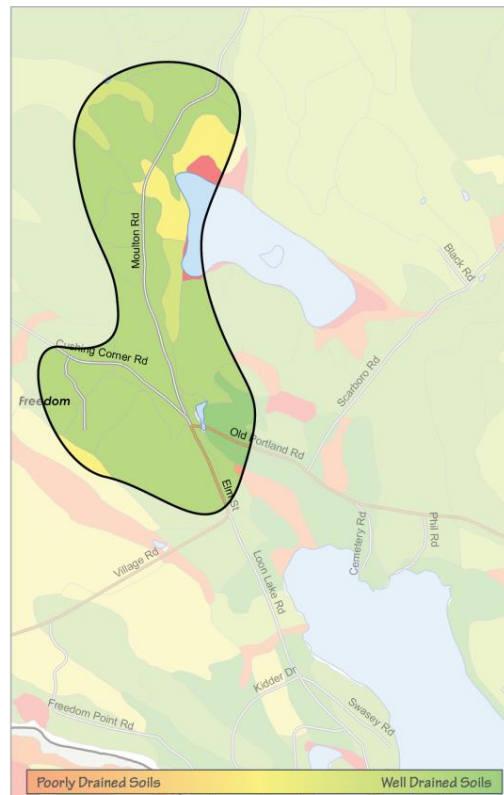 Moulton Rd
Black Rd
Cushing Corner Rd
Scarboro Rd
Freedom
Old Portland Rd
Elm St
Cemetery Rd
Phil Rd
Village Rd
Loon Lake Rd
Kidder Dr
Swasey Rd
Freedom Point Rd
Poorly Drained Soils
Well Drained Soils